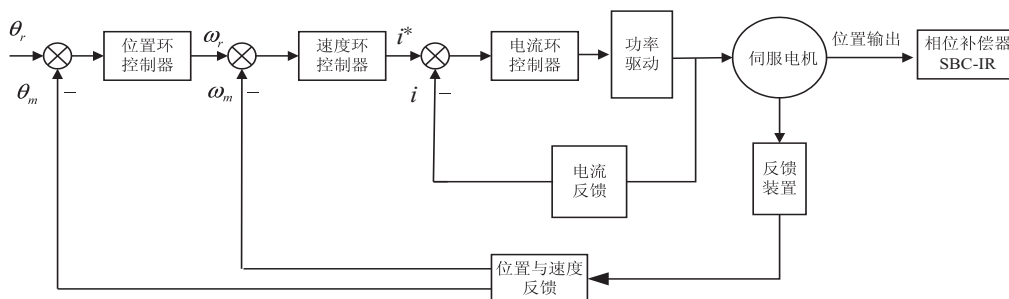 θr
位置环
控制器
ωr
速度环
控制器
i*
电流环
控制器
功率
驱动
伺服电机
位置输出
相位补偿器
SBC-IR
θm
−
ωm
−
i
−
电流
反馈
反馈
装置
位置与速度
反馈